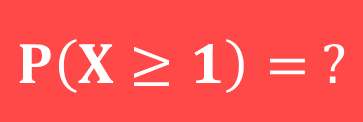 P(X ≥ 1) = ?